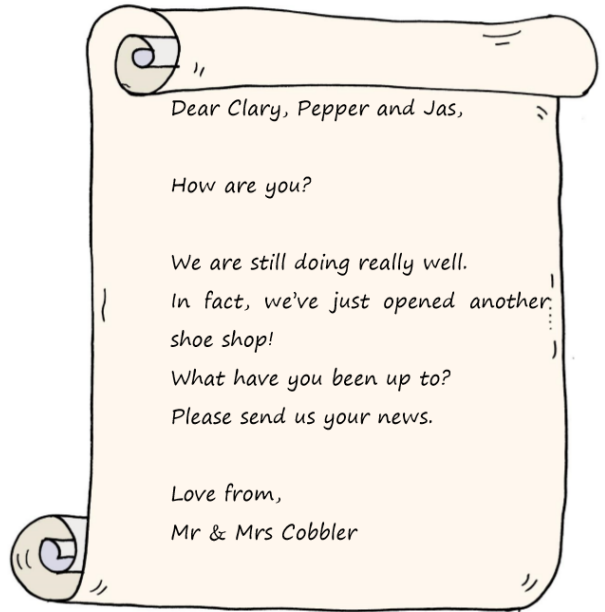 Dear Clary, Pepper and Jas,
How are you?
We are still doing really well.
In fact, we've just opened another
shoe shop!
What have you been up to?
Please send us your news.
Love from,
Mr & Mrs Cobbler